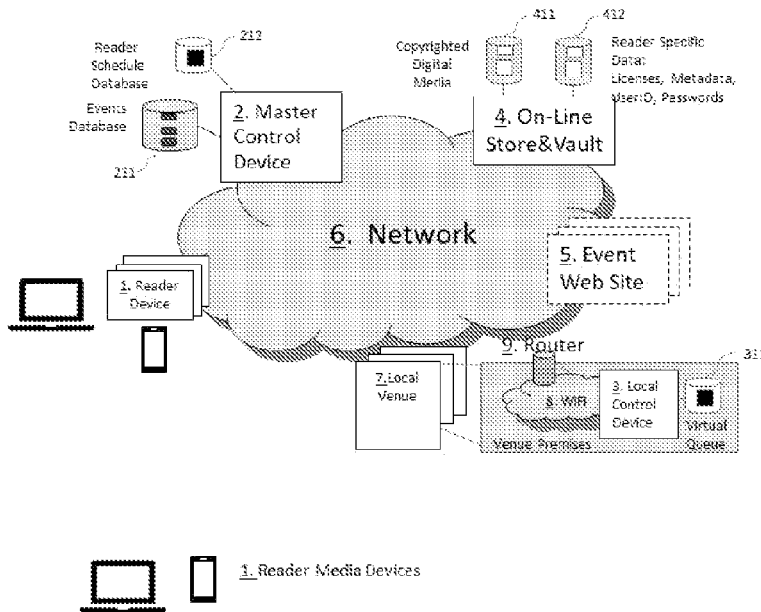 212
Reader
Schedule
Database
Events
Database
211
2. Master
Control
Device
411
412
Copyrighted
Digital
Media
Reader Specific
Data:
Licenses, Metadata,
UserID, Passwords
4. On-Line
Store&Vault
6. Network
5. Event
Web Site
1. Reader
Device
9. Router
7.Local
Venue
8. WIFI
3. Local
Control
Device
311
Virtual
Queue
Venue Premises
1. Reader Media Devices